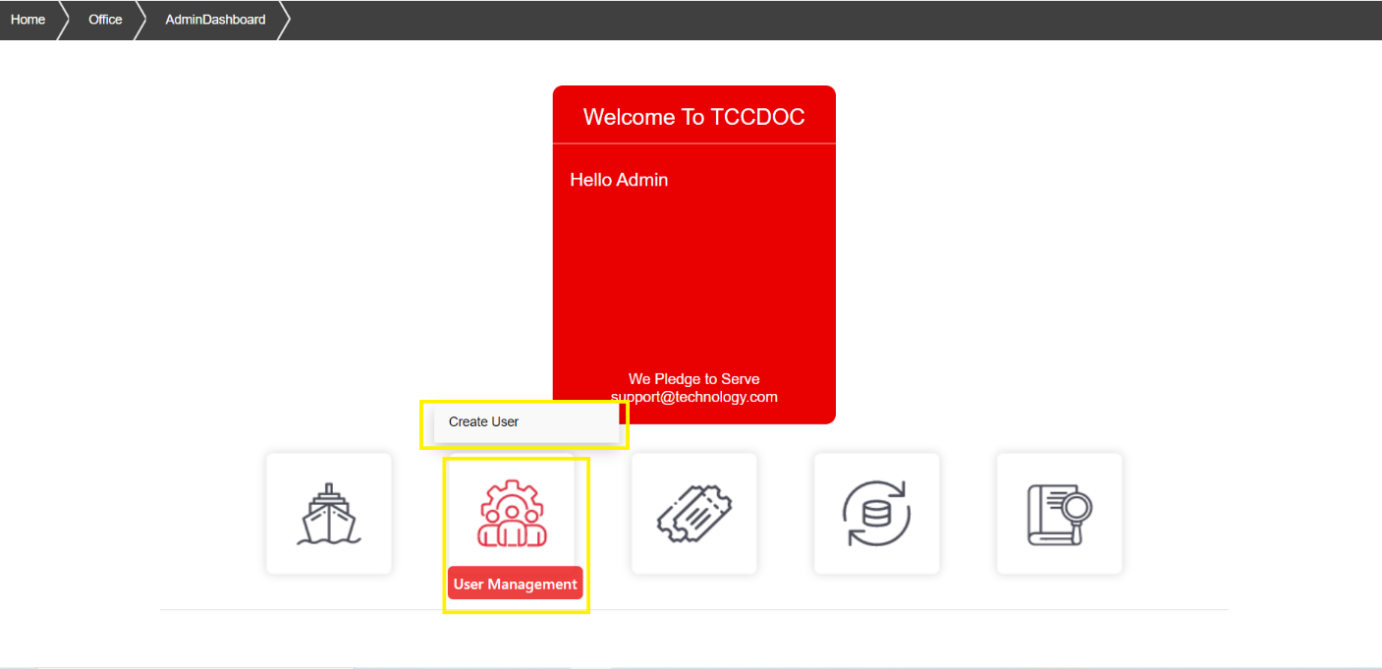 Home
Office
AdminDashboard
Welcome To TCCDOC
Hello Admin
We Pledge to Serve
support@technology.com
Create User
User Management